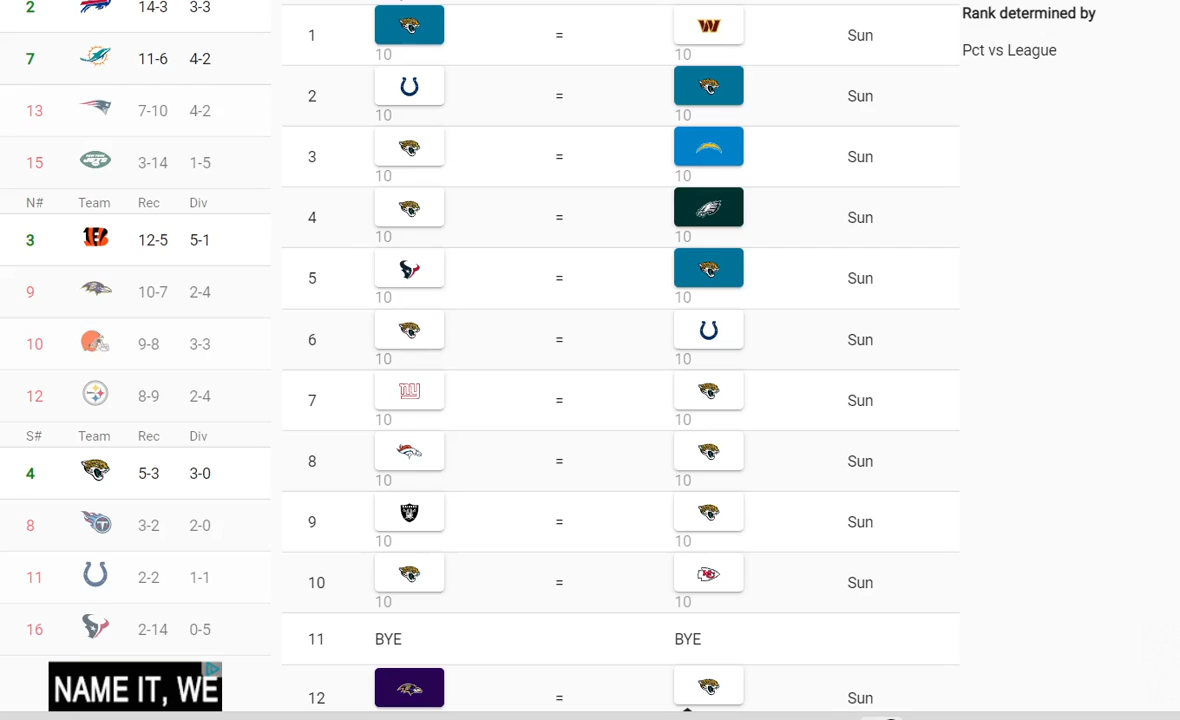 2 14-3 3-3
7 11-6 4-2
13 7-10 4-2
15 3-14 1-5
N# Team Rec Div
3 12-5 5-1
9 10-7 2-4
10 9-8 3-3
12 8-9 2-4
S# Team Rec Div
4 5-3 3-0
8 3-2 2-0
11 2-2 1-1
16 2-14 0-5
NAME IT, WE
1 = Sun
10 10
2 = Sun
10 10
3 = Sun
10 10
4 = Sun
10 10
5 = Sun
10 10
6 = Sun
10 10
7 = Sun
10 10
8 = Sun
10 10
9 = Sun
10 10
10 = Sun
10 10
11 BYE BYE
12 = Sun
Rank determined by
Pct vs League